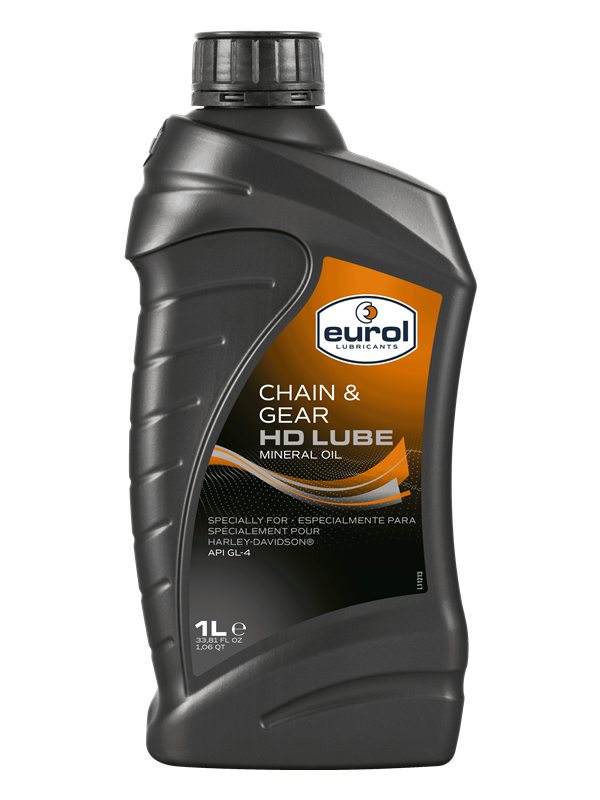 eurol
LUBRICANTS
CHAIN &
GEAR
HD LUBE
MINERAL OIL
SPECIALLY FOR · ESPECIALMENTE PARA
SPÉCIALEMENT POUR
HARLEY-DAVIDSON®
API GL-4
L11213
1L ℮
33,81 FL OZ
1,06 QT